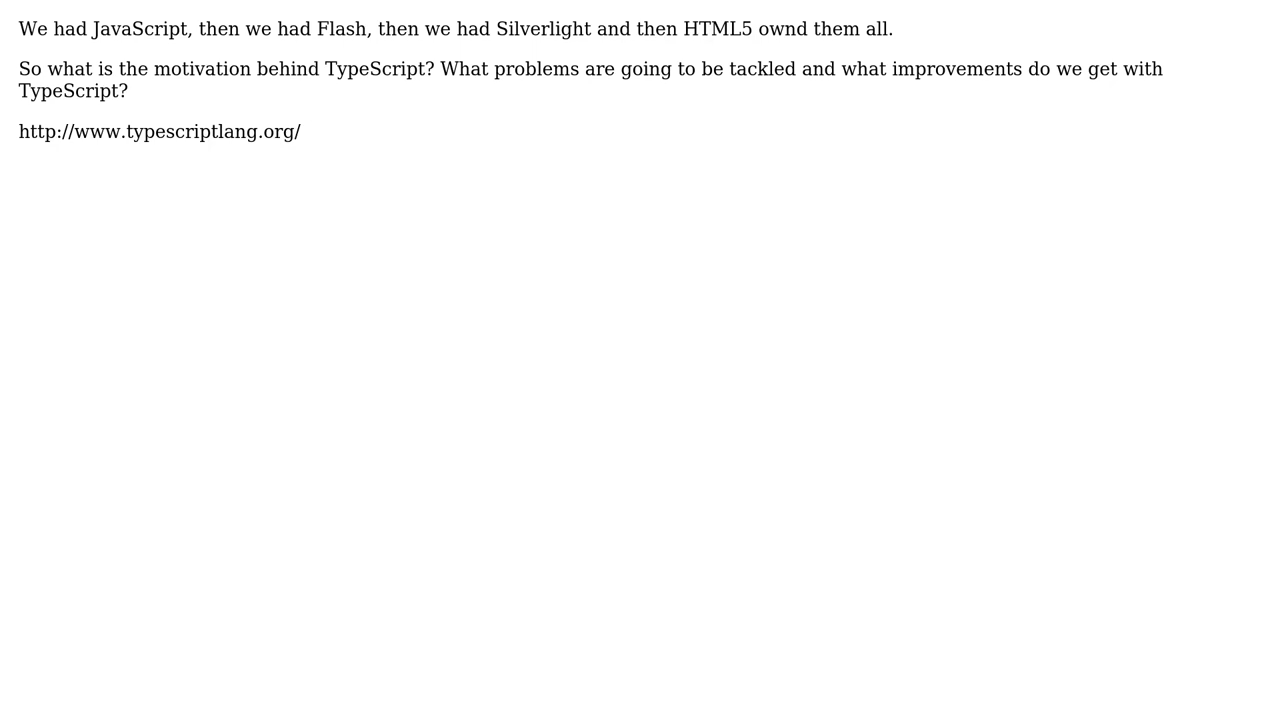 We had JavaScript, then we had Flash, then we had Silverlight and then HTML5 ownd them all.
So what is the motivation behind TypeScript? What problems are going to be tackled and what improvements do we get with
TypeScript?
http://www.typescriptlang.org/